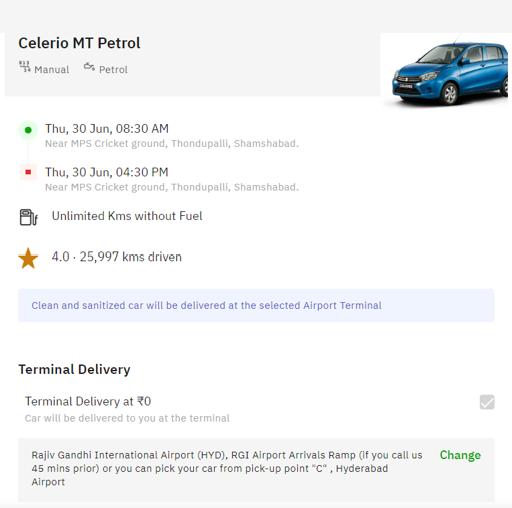 Celerio MT Petrol
Manual Petrol
Thu, 30 Jun, 08:30 AM
Near MPS Cricket ground, Thondupalli, Shamshabad.
Thu, 30 Jun, 04:30 PM
Near MPS Cricket ground, Thondupalli, Shamshabad.
Unlimited Kms without Fuel
4.0 · 25,997 kms driven
Clean and sanitized car will be delivered at the selected Airport Terminal
Terminal Delivery
Terminal Delivery at ₹0
Car will be delivered to you at the terminal
Rajiv Gandhi International Airport (HYD), RGI Airport Arrivals Ramp (if you call us Change
45 mins prior) or you can pick your car from pick-up point "C" , Hyderabad
Airport